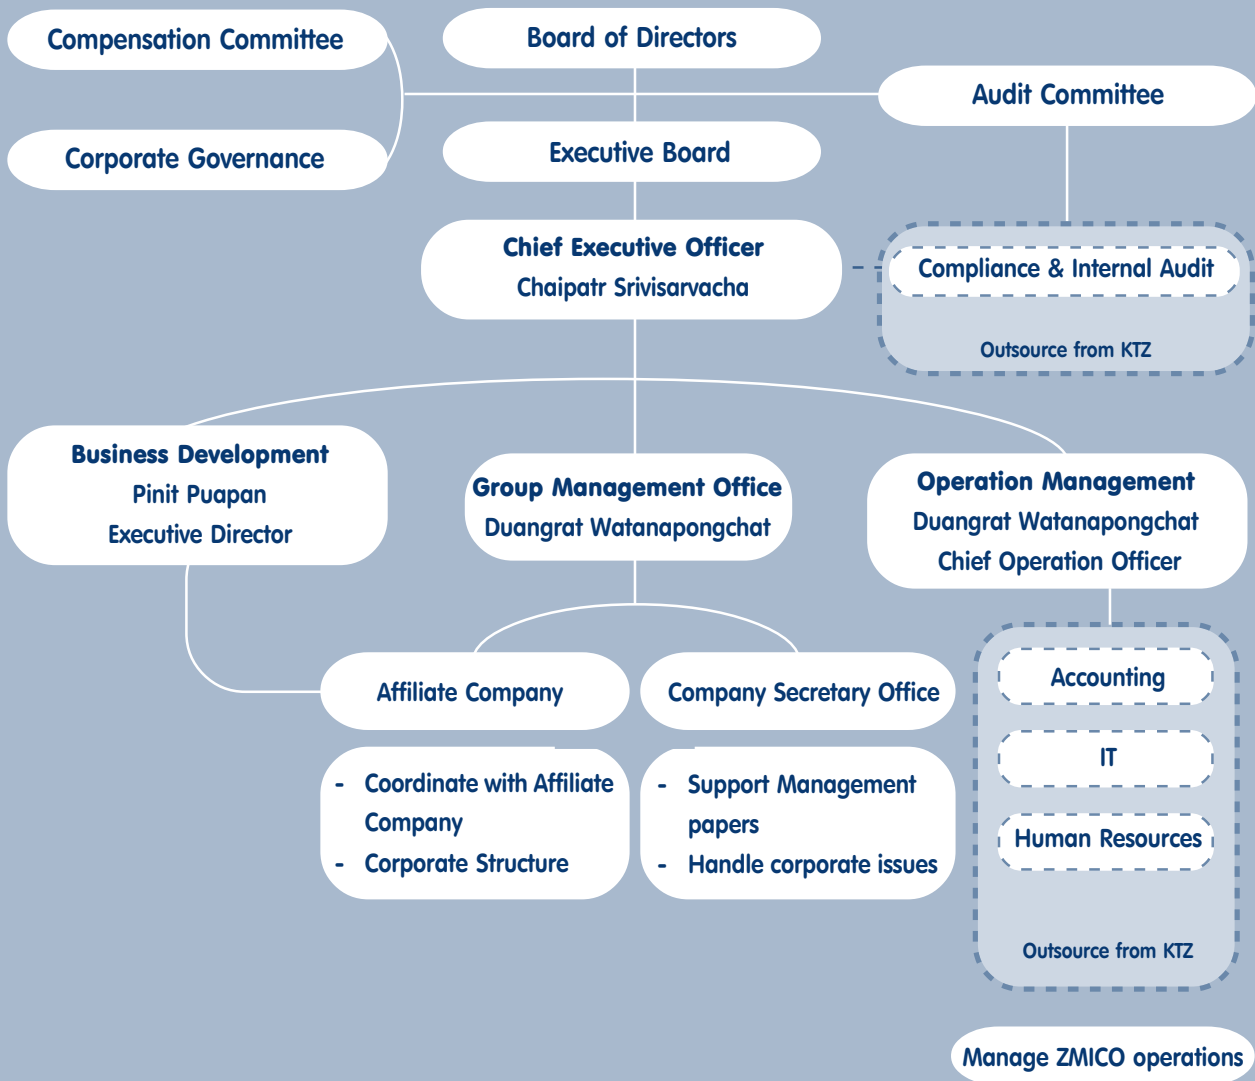 Compensation Committee
Board of Directors
Audit Committee
Corporate Governance
Executive Board
Chief Executive Officer
Chaipatr Srivisarvacha
Compliance & Internal Audit
Outsource from KTZ
Business Development
Pinit Puapan
Executive Director
Group Management Office
Duangrat Watanapongchat
Operation Management
Duangrat Watanapongchat
Chief Operation Officer
Affiliate Company
Company Secretary Office
- Coordinate with Affiliate
Company
- Corporate Structure
- Support Management
papers
- Handle corporate issues
Accounting
IT
Human Resources
Outsource from KTZ
Manage ZMICO operations